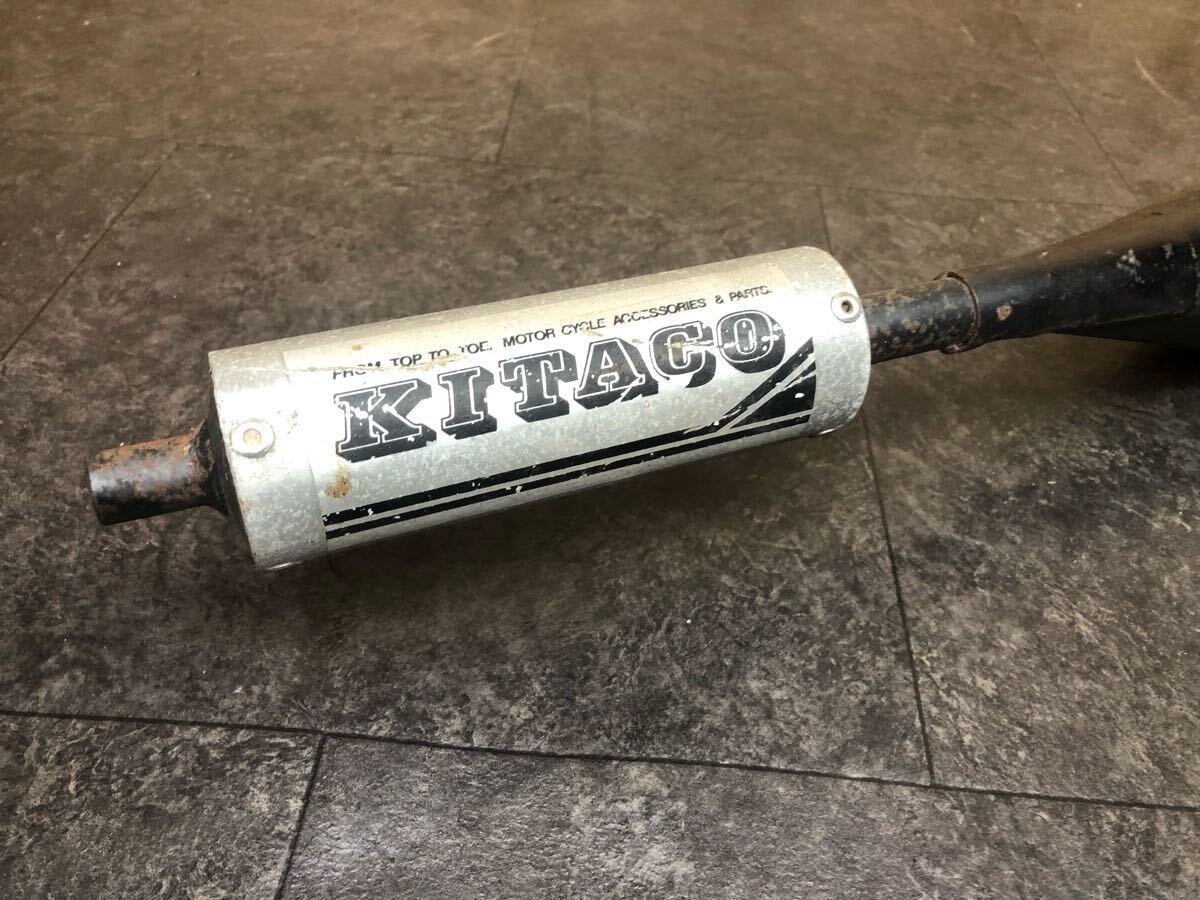 FROM TOP TO TOE. MOTOR CYCLE ACCESSORIES & PARTS.
KITACO